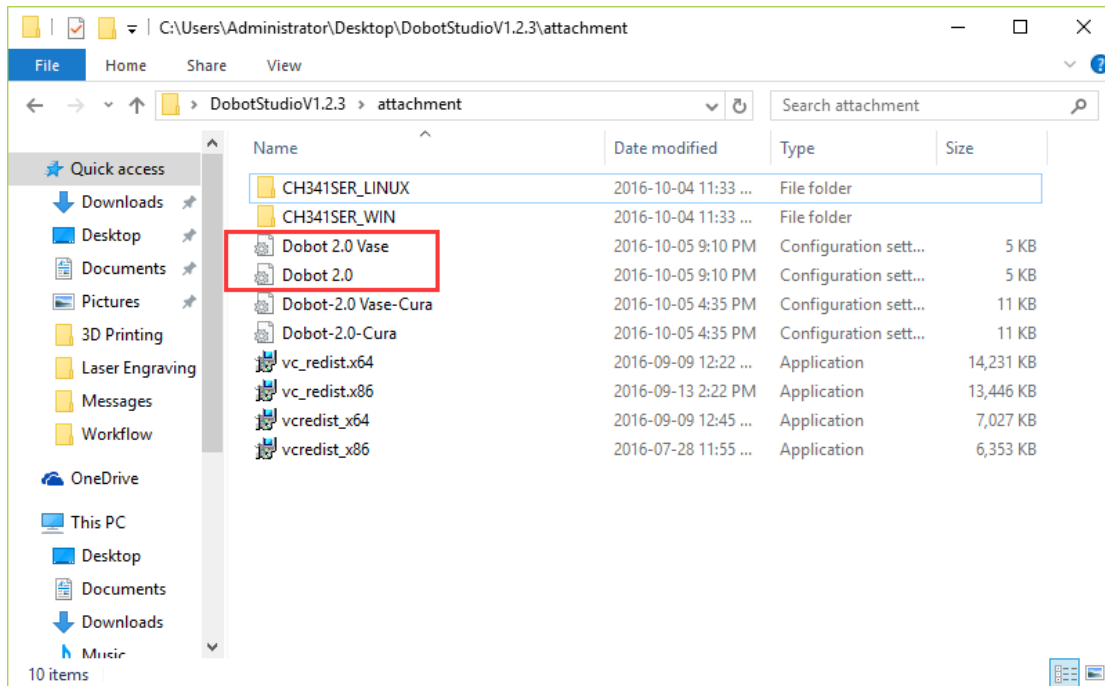 C:\Users\Administrator\Desktop\DobotStudioV1.2.3\attachment
File Home Share View
DobotStudioV1.2.3 > attachment Search attachment
Name Date modified Type Size
Quick access
Downloads
Desktop
Documents
Pictures
3D Printing
Laser Engraving
Messages
Workflow
OneDrive
This PC
Desktop
Documents
Downloads
Music
CH341SER_LINUX 2016-10-04 11:33 ... File folder
CH341SER_WIN 2016-10-04 11:33 ... File folder
Dobot 2.0 Vase 2016-10-05 9:10 PM Configuration sett... 5 KB
Dobot 2.0 2016-10-05 9:10 PM Configuration sett... 5 KB
Dobot-2.0 Vase-Cura 2016-10-05 4:35 PM Configuration sett... 11 KB
Dobot-2.0-Cura 2016-10-05 4:35 PM Configuration sett... 11 KB
vc_redist.x64 2016-09-09 12:22 ... Application 14,231 KB
vc_redist.x86 2016-09-13 2:22 PM Application 13,446 KB
vcredist_x64 2016-09-09 12:45 ... Application 7,027 KB
vcredist_x86 2016-07-28 11:55 ... Application 6,353 KB
10 items